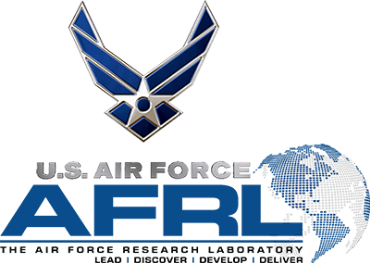 U.S. AIR FORCE
AFRL
THE AIR FORCE RESEARCH LABORATORY
LEAD | DISCOVER | DEVELOP | DELIVER